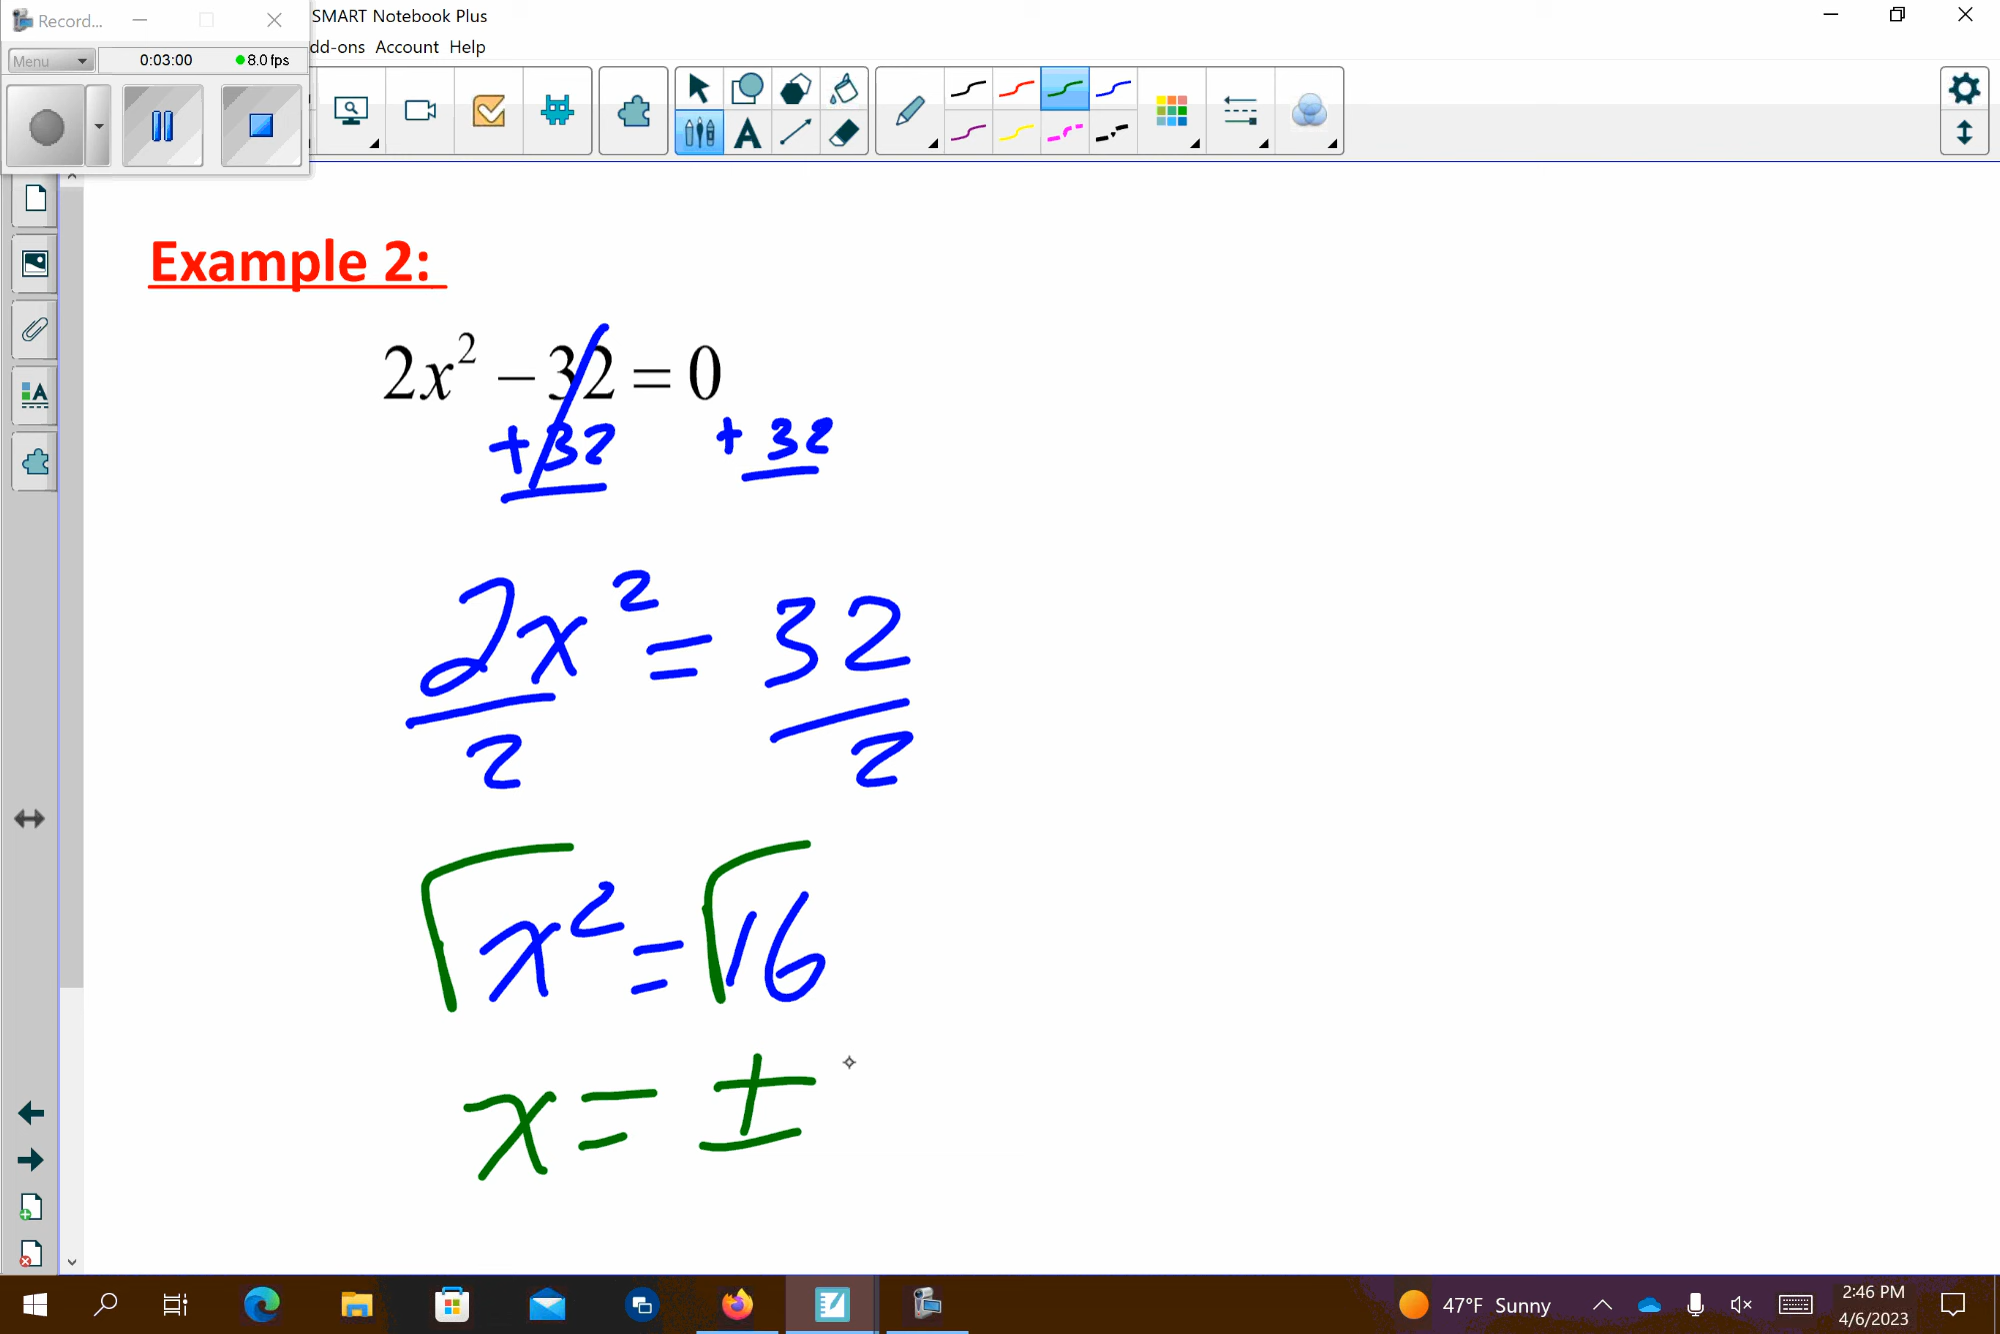 Record...
SMART Notebook Plus
dd-ons Account Help
Menu 0:03:00 8.0 fps
Example 2:
2x² − 32 = 0
+32 + 32
2x² = 32
2 2
√x² = √16
x = ±
47°F Sunny
2:46 PM
4/6/2023